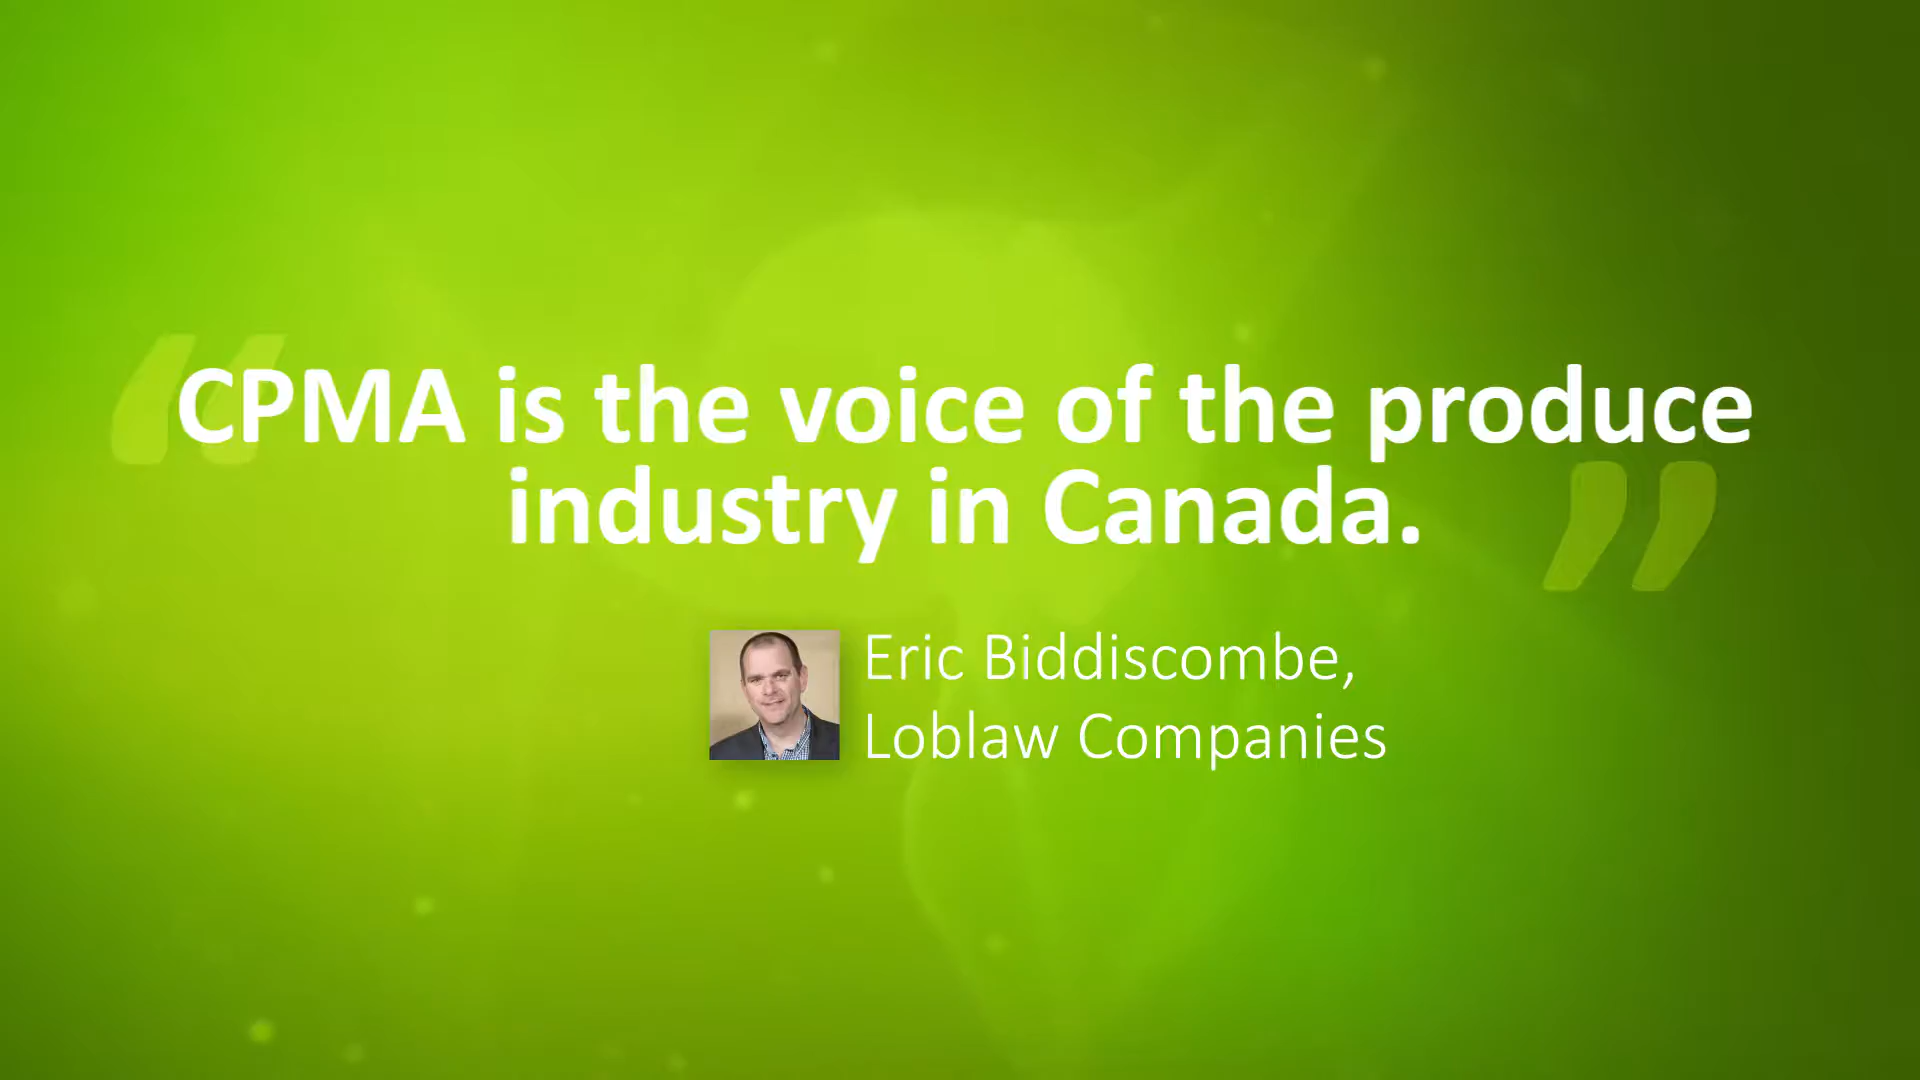 “CPMA is the voice of the produce
industry in Canada.”
Eric Biddiscombe,
Loblaw Companies